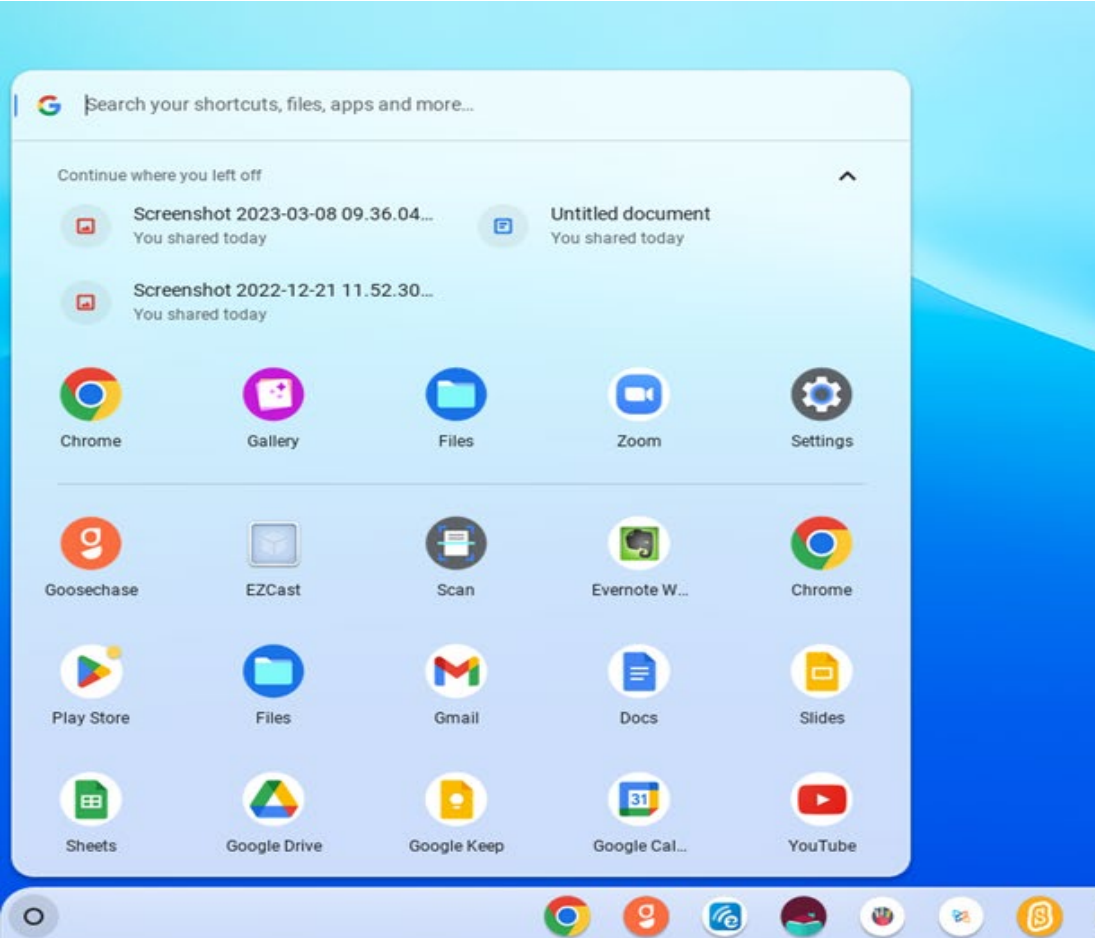 Search your shortcuts, files, apps and more...
Continue where you left off
Screenshot 2023-03-08 09.36.04...
You shared today
Untitled document
You shared today
Screenshot 2022-12-21 11.52.30...
You shared today
Chrome
Gallery
Files
Zoom
Settings
Goosechase
EZCast
Scan
Evernote W...
Chrome
Play Store
Files
Gmail
Docs
Slides
31
Sheets
Google Drive
Google Keep
Google Cal...
YouTube